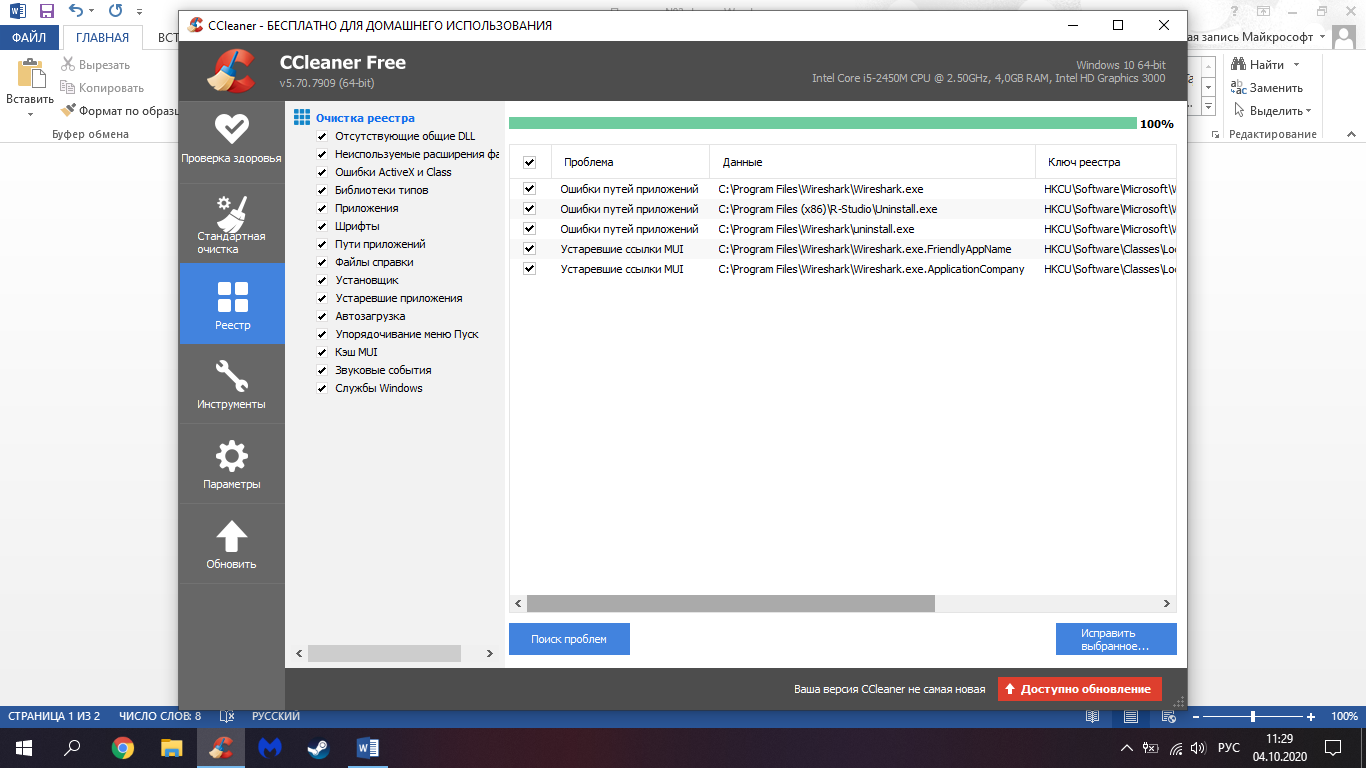 CCleaner - БЕСПЛАТНО ДЛЯ ДОМАШНЕГО ИСПОЛЬЗОВАНИЯ
ФАЙЛ
ГЛАВНАЯ
ВСТ
ая запись Майкрософт
Вставить
Вырезать
Копировать
Формат по образц
Буфер обмена
Найти
Заменить
Выделить
Редактирование
CCleaner Free
v5.70.7909 (64-bit)
Windows 10 64-bit
Intel Core i5-2450M CPU @ 2.50GHz, 4,0GB RAM, Intel HD Graphics 3000
Проверка здоровья
Стандартная
очистка
Реестр
Инструменты
Параметры
Обновить
Очистка реестра
Отсутствующие общие DLL
Неиспользуемые расширения фа
Ошибки ActiveX и Class
Библиотеки типов
Приложения
Шрифты
Пути приложений
Файлы справки
Установщик
Устаревшие приложения
Автозагрузка
Упорядочивание меню Пуск
Кэш MUI
Звуковые события
Службы Windows
100%
Проблема Данные Ключ реестра
Ошибки путей приложений C:\Program Files\Wireshark\Wireshark.exe HKCU\Software\Microsoft\W
Ошибки путей приложений C:\Program Files (x86)\R-Studio\Uninstall.exe HKCU\Software\Microsoft\W
Ошибки путей приложений C:\Program Files\Wireshark\uninstall.exe HKCU\Software\Microsoft\W
Устаревшие ссылки MUI C:\Program Files\Wireshark\Wireshark.exe.FriendlyAppName HKCU\Software\Classes\Loc
Устаревшие ссылки MUI C:\Program Files\Wireshark\Wireshark.exe.ApplicationCompany HKCU\Software\Classes\Loc
Поиск проблем
Исправить
выбранное...
Ваша версия CCleaner не самая новая
Доступно обновление
СТРАНИЦА 1 ИЗ 2
ЧИСЛО СЛОВ: 8
РУССКИЙ
100%
РУС
11:29
04.10.2020